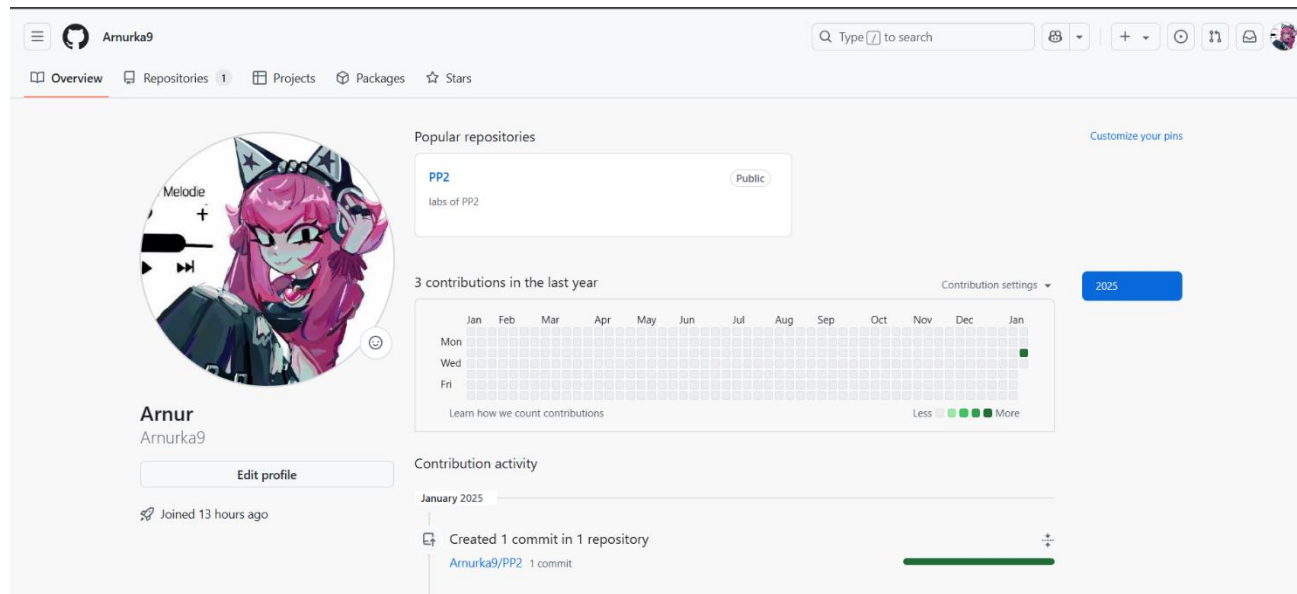 Arnurka9
Type / to search
Overview
Repositories 1
Projects
Packages
Stars
Melodie
Arnur
Arnurka9
Edit profile
Joined 13 hours ago
Popular repositories
Customize your pins
PP2
Public
labs of PP2
3 contributions in the last year
Contribution settings
2025
Jan Feb Mar Apr May Jun Jul Aug Sep Oct Nov Dec Jan
Mon
Wed
Fri
Learn how we count contributions
Less More
Contribution activity
January 2025
Created 1 commit in 1 repository
Arnurka9/PP2 1 commit